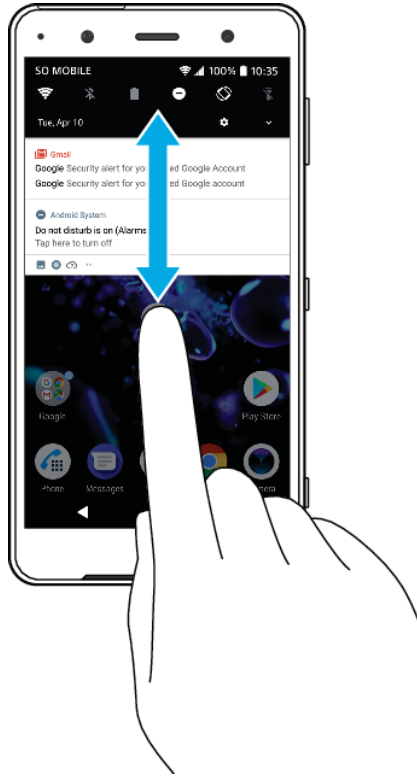 SO MOBILE 100% 10:35
Tue, Apr 10
Gmail
Google Security alert for yo ed Google Account
Google Security alert for yo ed Google account
Android System
Do not disturb is on (Alarms
Tap here to turn off
Google
Play Store
Phone
Messages